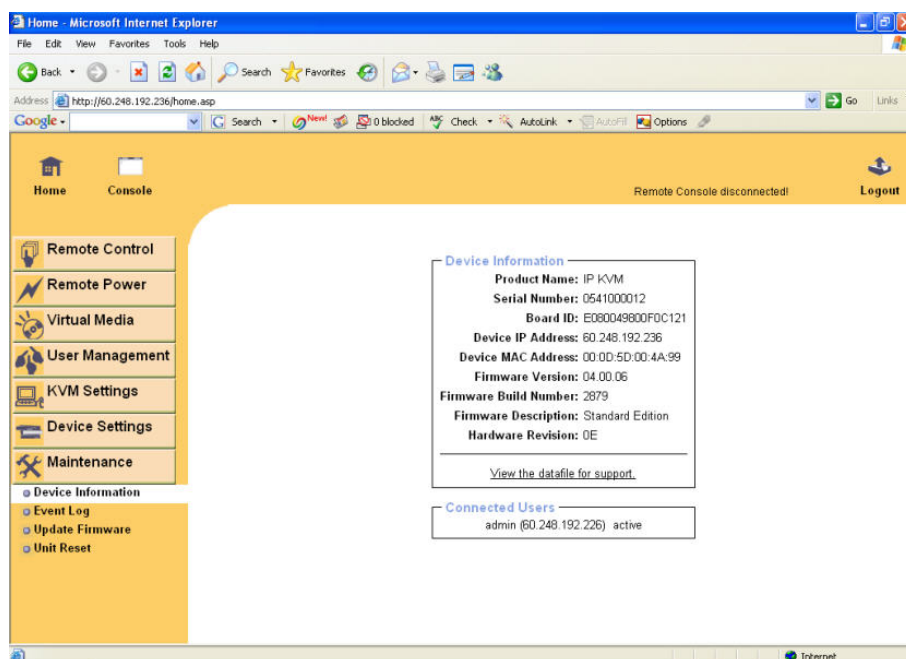 Home - Microsoft Internet Explorer
File Edit View Favorites Tools Help
Back Search Favorites
Address http://60.248.192.236/home.asp Go Links
Google Search New! 0 blocked ABC Check AutoLink AutoFill Options
Home Console Remote Console disconnected! Logout
Remote Control
Remote Power
Virtual Media
User Management
KVM Settings
Device Settings
Maintenance
Device Information
Event Log
Update Firmware
Unit Reset
Device Information
Product Name: IP KVM
Serial Number: 0541000012
Board ID: E080049800F0C121
Device IP Address: 60.248.192.236
Device MAC Address: 00:0D:5D:00:4A:99
Firmware Version: 04.00.06
Firmware Build Number: 2879
Firmware Description: Standard Edition
Hardware Revision: 0E
View the datafile for support.
Connected Users
admin (60.248.192.226) active
Internet